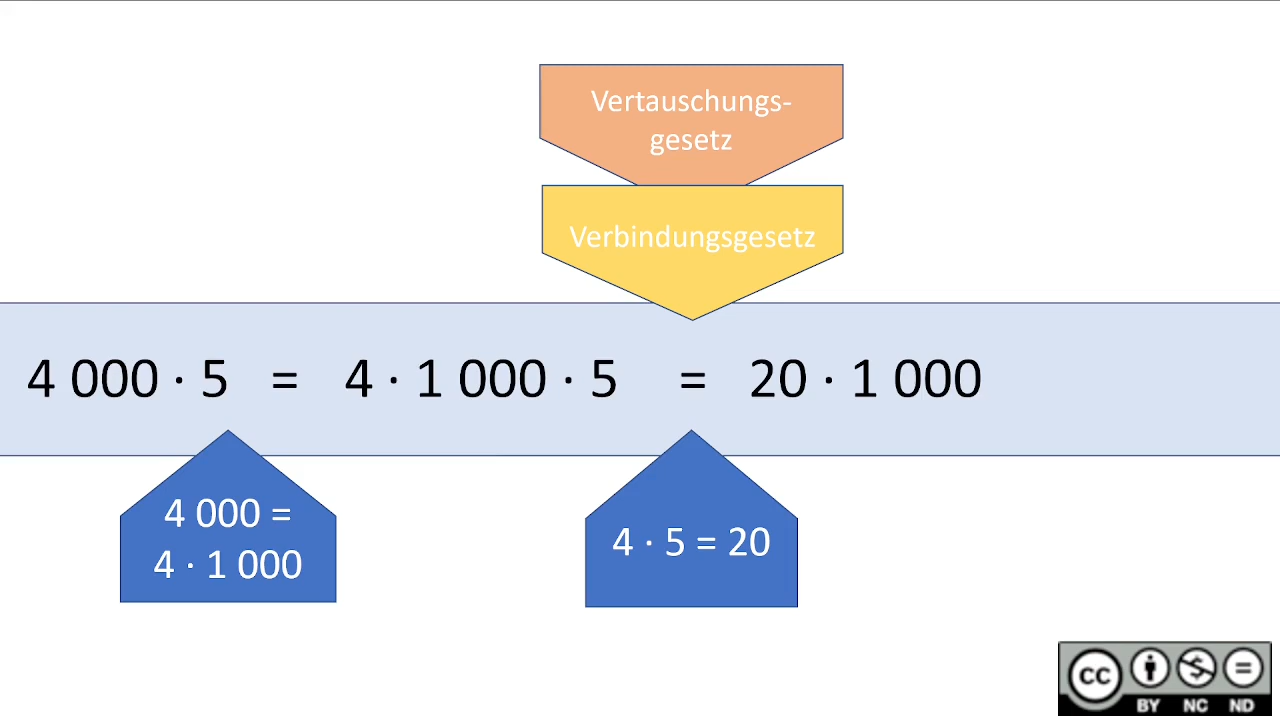 Vertauschungs-
gesetz
Verbindungsgesetz
4 000 · 5 = 4 · 1 000 · 5 = 20 · 1 000
4 000 =
4 · 1 000
4 · 5 = 20
CC
BY NC ND